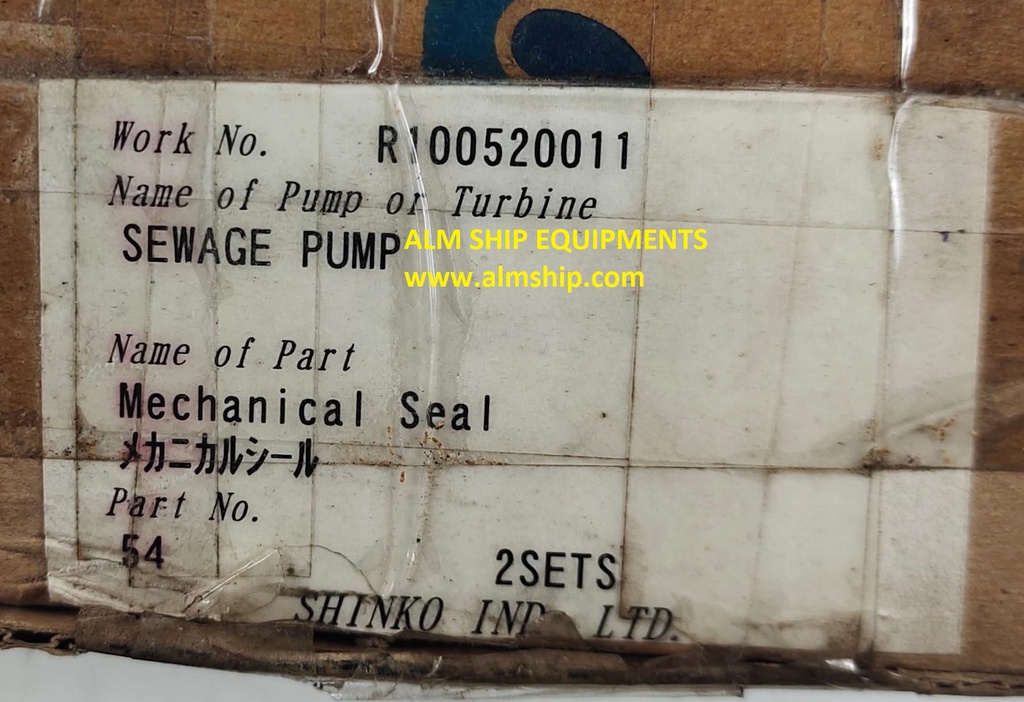 Work No. R100520011
Name of Pump or Turbine
SEWAGE PUMP
ALM SHIP EQUIPMENTS
www.almship.com
Name of Part
Mechanical Seal
メカニカルシール
Part No.
54 2SETS
SHINKO IND. LTD.